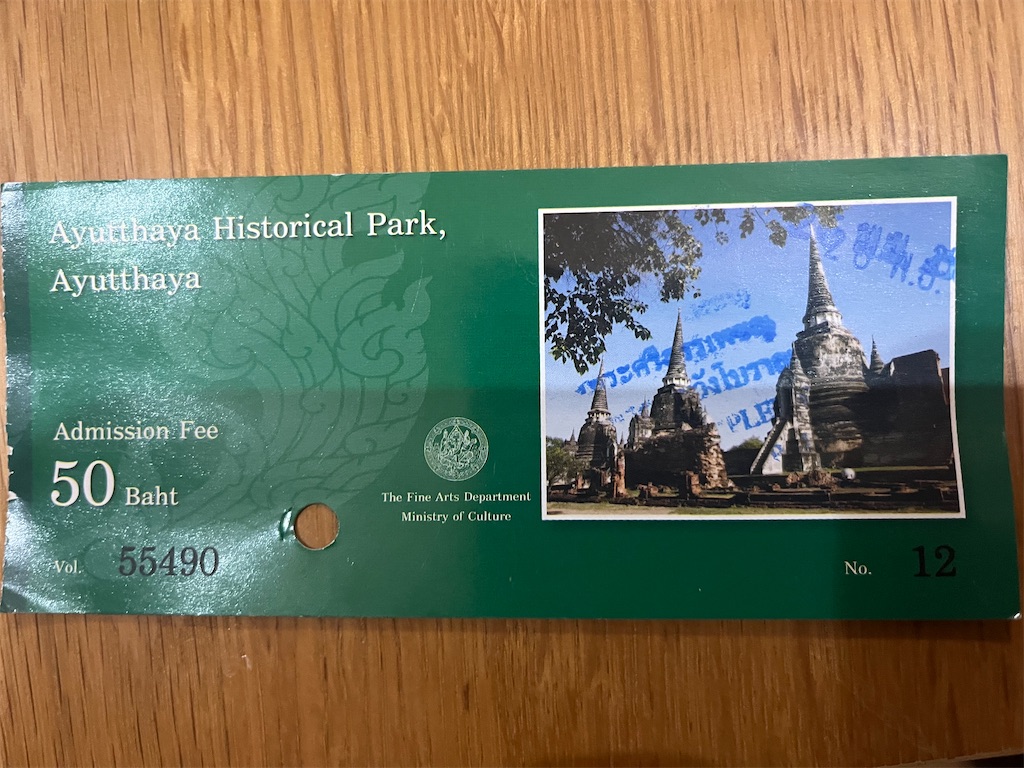 Ayutthaya Historical Park,
Ayutthaya
Admission Fee
50 Baht
The Fine Arts Department
Ministry of Culture
Vol. 55490
No. 12